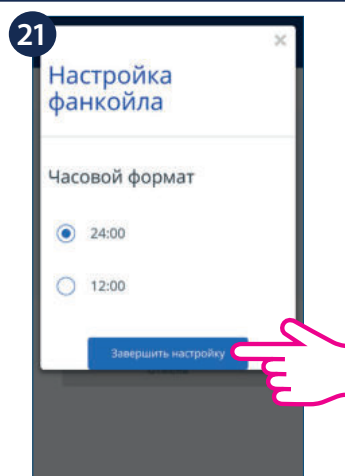 21
×
Настройка
фанкойла
Часовой формат
24:00
12:00
Завершить настройку